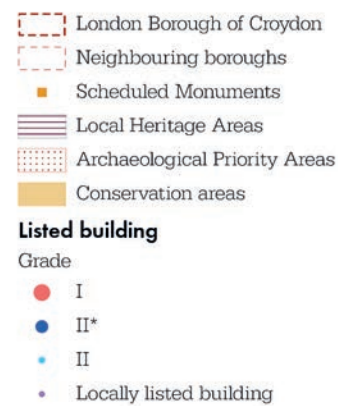 London Borough of Croydon
Neighbouring boroughs
Scheduled Monuments
Local Heritage Areas
Archaeological Priority Areas
Conservation areas
Listed building
Grade
I
II*
II
Locally listed building